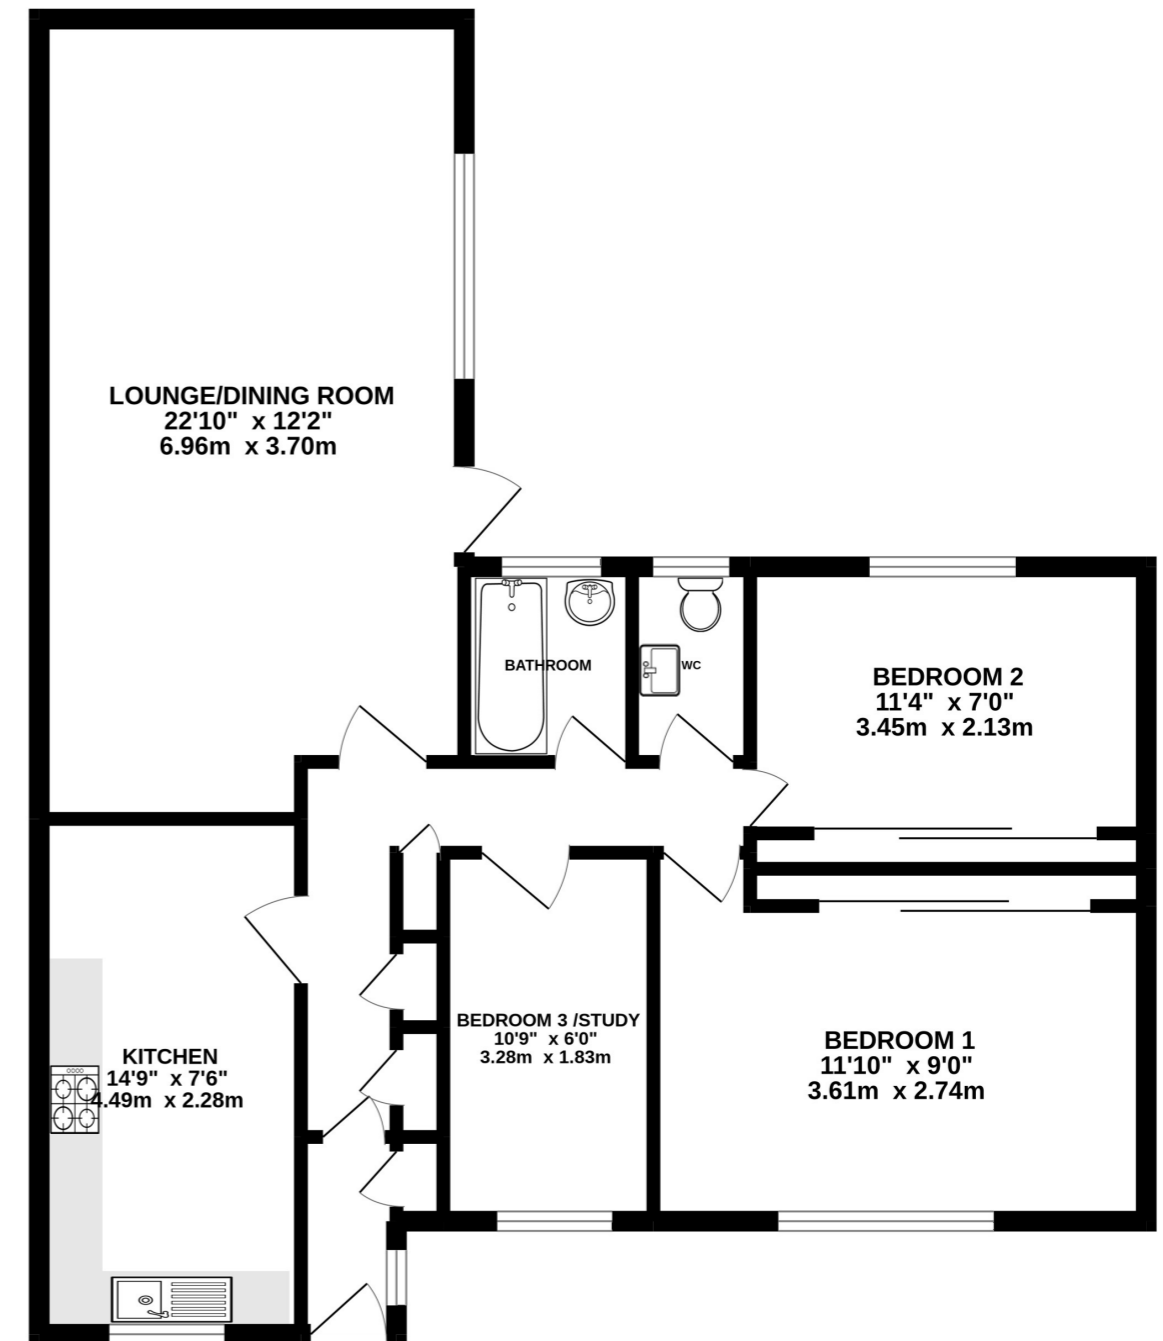 LOUNGE/DINING ROOM
22'10" x 12'2"
6.96m x 3.70m
BATHROOM
WC
BEDROOM 2
11'4" x 7'0"
3.45m x 2.13m
KITCHEN
14'9" x 7'6"
4.49m x 2.28m
BEDROOM 3 /STUDY
10'9" x 6'0"
3.28m x 1.83m
BEDROOM 1
11'10" x 9'0"
3.61m x 2.74m